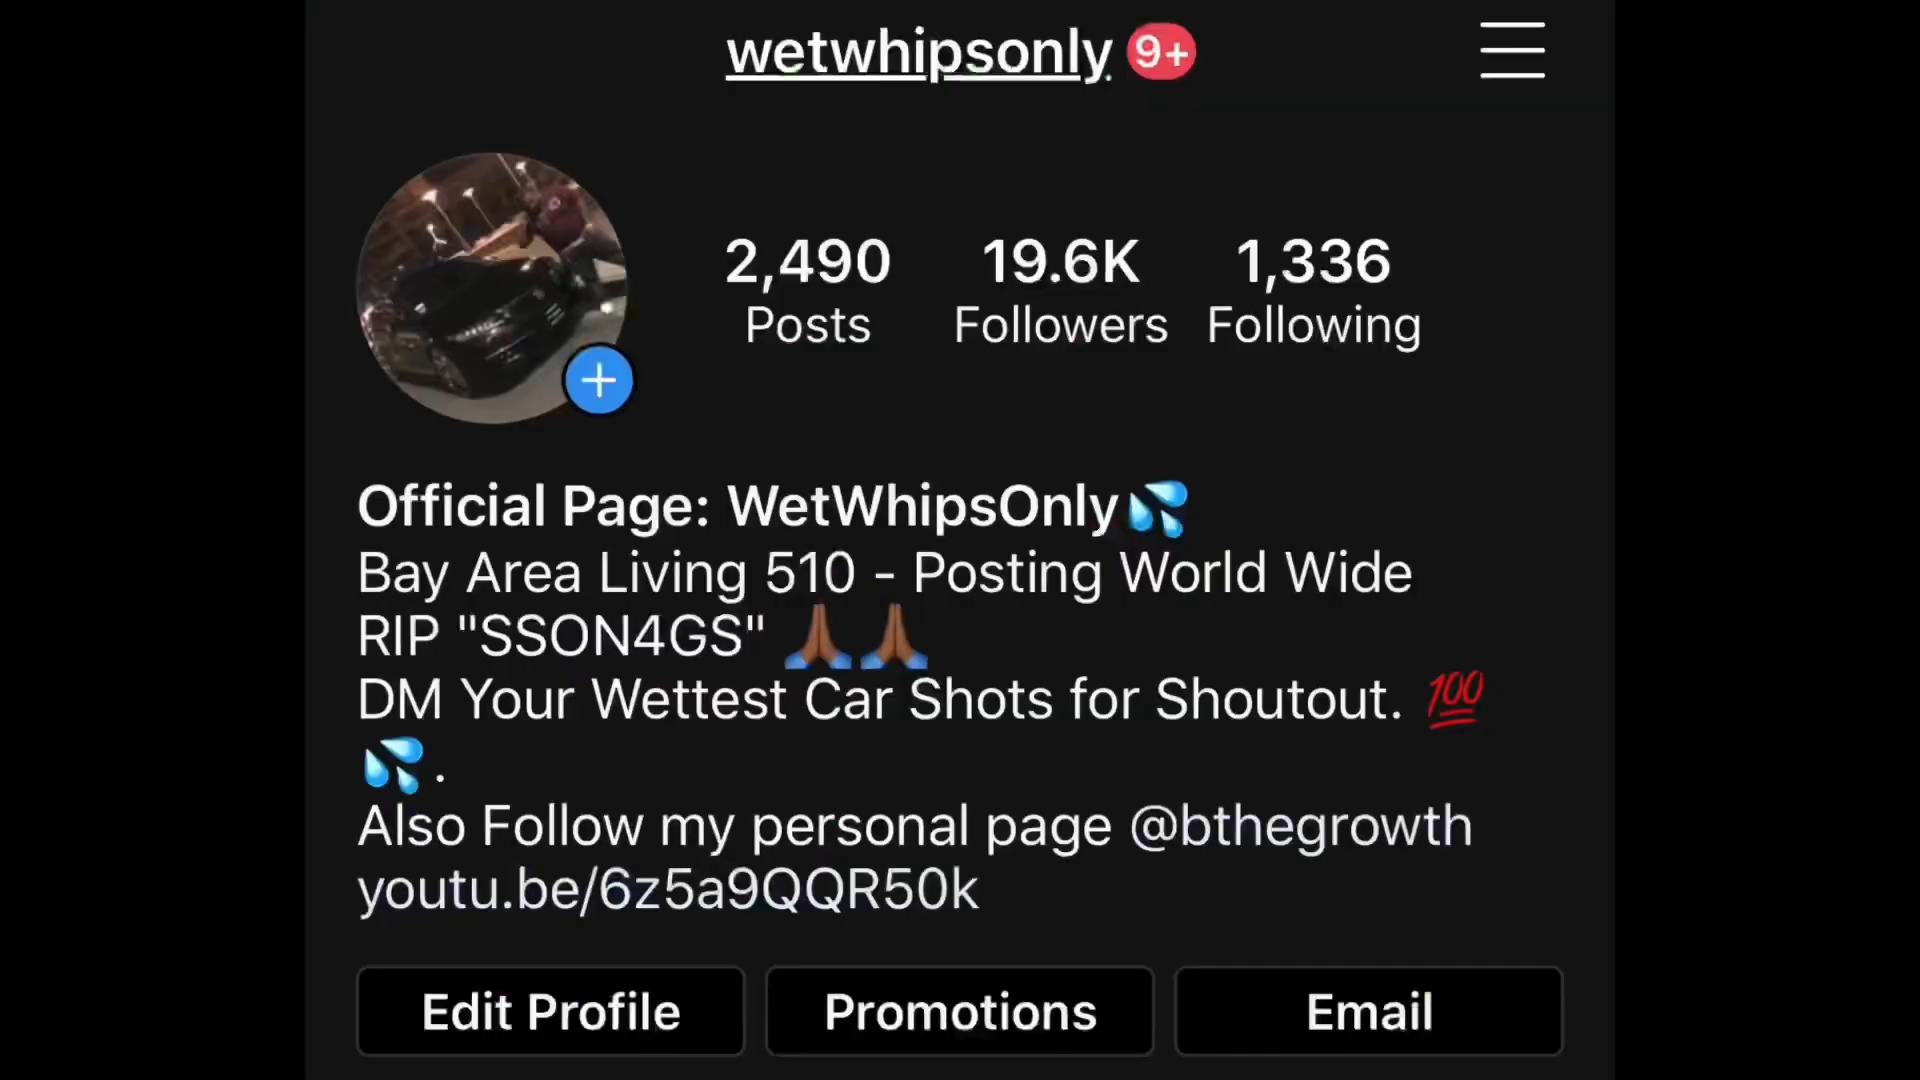 wetwhipsonly 9+
2,490 19.6K 1,336
Posts Followers Following
Official Page: WetWhipsOnly💦
Bay Area Living 510 - Posting World Wide
RIP "SSON4GS" 🙏🏾🙏🏾
DM Your Wettest Car Shots for Shoutout. 💯
💦.
Also Follow my personal page @bthegrowth
youtu.be/6z5a9QQR50k
Edit Profile Promotions Email